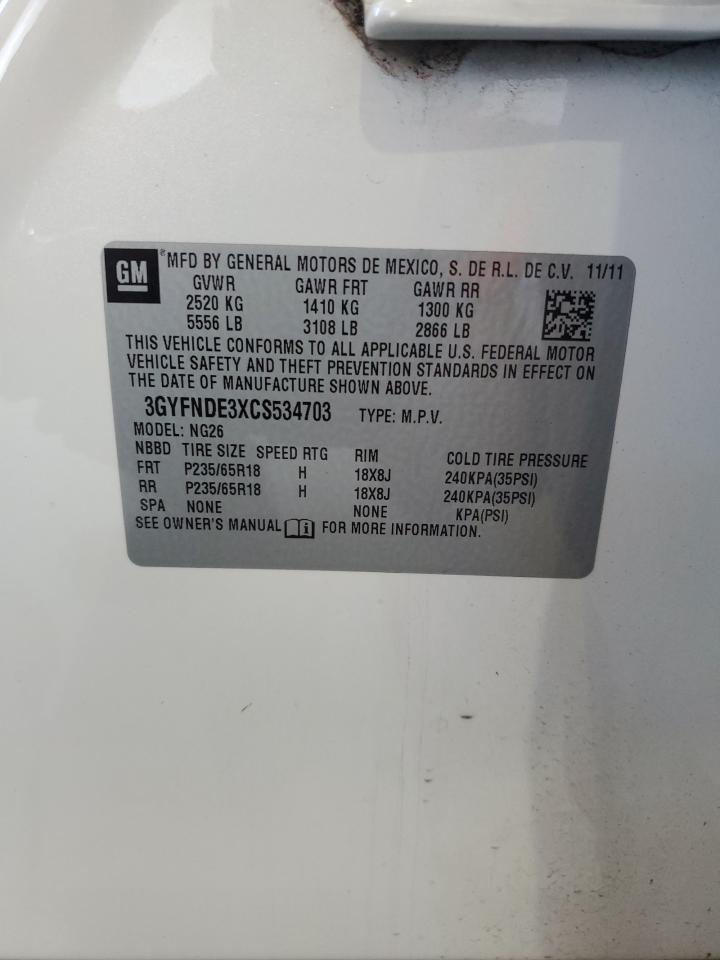 GM
® MFD BY GENERAL MOTORS DE MEXICO, S. DE R.L. DE C.V. 11/11
GVWR GAWR FRT GAWR RR
2520 KG 1410 KG 1300 KG
5556 LB 3108 LB 2866 LB
THIS VEHICLE CONFORMS TO ALL APPLICABLE U.S. FEDERAL MOTOR
VEHICLE SAFETY AND THEFT PREVENTION STANDARDS IN EFFECT ON
THE DATE OF MANUFACTURE SHOWN ABOVE.
3GYFNDE3XCS534703 TYPE: M.P.V.
MODEL: NG26
NBBD TIRE SIZE SPEED RTG RIM COLD TIRE PRESSURE
FRT P235/65R18 H 18X8J 240KPA(35PSI)
RR P235/65R18 H 18X8J 240KPA(35PSI)
SPA NONE NONE KPA(PSI)
SEE OWNER'S MANUAL i FOR MORE INFORMATION.